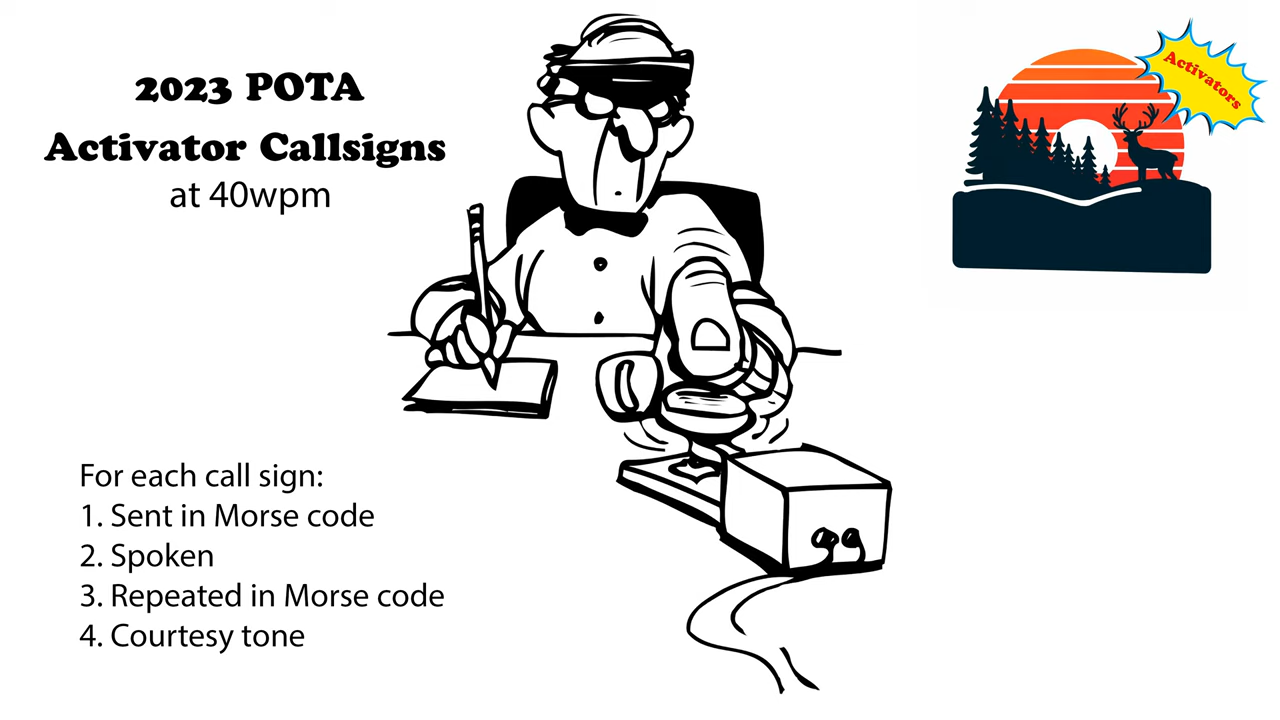 2023 POTA
Activator Callsigns
at 40wpm
Activators
For each call sign:
1. Sent in Morse code
2. Spoken
3. Repeated in Morse code
4. Courtesy tone